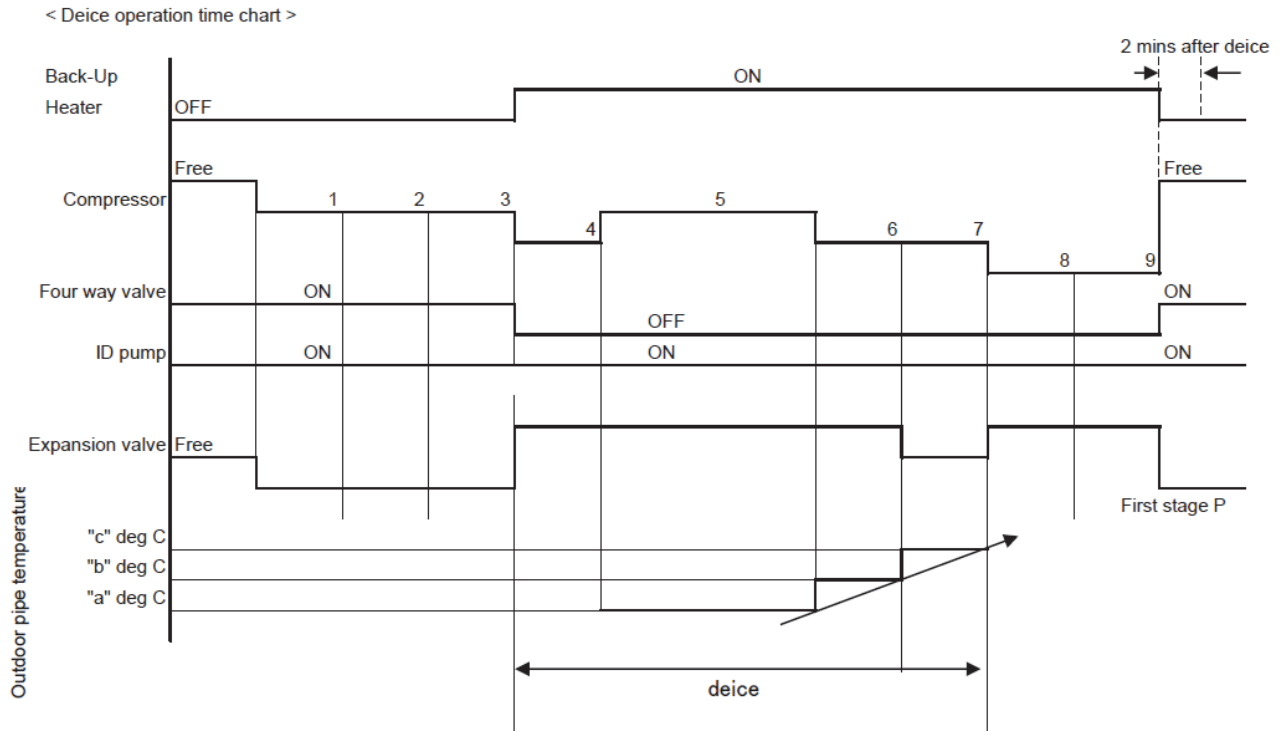 < Deice operation time chart >
2 mins after deice
Back-Up
Heater
OFF
ON
Free
Free
Compressor
1
2
3
4
5
6
7
8
9
Four way valve
ON
OFF
ON
ID pump
ON
ON
ON
Expansion valve
Free
First stage P
Outdoor pipe temperature
"c" deg C
"b" deg C
"a" deg C
deice